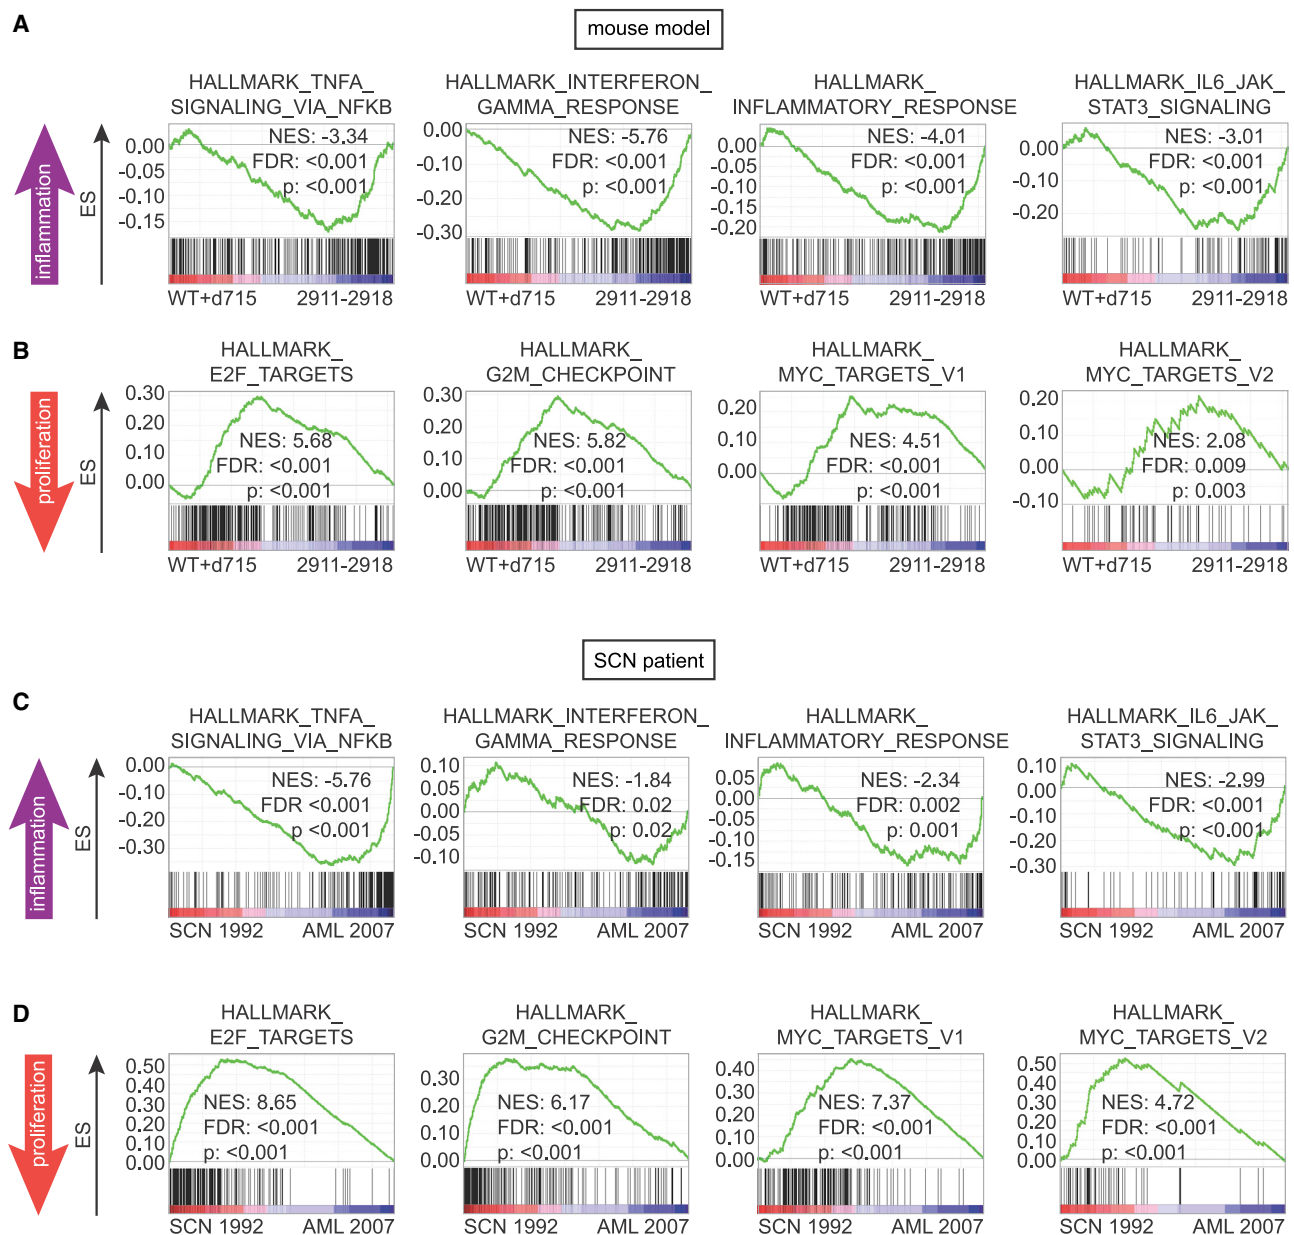 A
mouse model
inflammation
ES
HALLMARK_TNFA_
SIGNALING_VIA_NFKB
0.00
-0.05
-0.10
-0.15
NES: -3.34
FDR: <0.001
p: <0.001
WT+d715
2911-2918
HALLMARK_INTERFERON_
GAMMA_RESPONSE
0.00
-0.10
-0.20
-0.30
NES: -5.76
FDR: <0.001
p: <0.001
WT+d715
2911-2918
HALLMARK_
INFLAMMATORY_RESPONSE
0.00
-0.05
-0.10
-0.15
-0.20
NES: -4.01
FDR: <0.001
p: <0.001
WT+d715
2911-2918
HALLMARK_IL6_JAK_
STAT3_SIGNALING
0.00
-0.10
-0.20
NES: -3.01
FDR: <0.001
p: <0.001
WT+d715
2911-2918
B
proliferation
ES
HALLMARK_
E2F_TARGETS
0.30
0.20
0.10
0.00
NES: 5.68
FDR: <0.001
p: <0.001
WT+d715
2911-2918
HALLMARK_
G2M_CHECKPOINT
0.30
0.20
0.10
0.00
NES: 5.82
FDR: <0.001
p: <0.001
WT+d715
2911-2918
HALLMARK_
MYC_TARGETS_V1
0.20
0.10
0.00
NES: 4.51
FDR: <0.001
p: <0.001
WT+d715
2911-2918
HALLMARK_
MYC_TARGETS_V2
0.20
0.10
0.00
-0.10
NES: 2.08
FDR: 0.009
p: 0.003
WT+d715
2911-2918
SCN patient
C
inflammation
ES
HALLMARK_TNFA_
SIGNALING_VIA_NFKB
0.00
-0.10
-0.20
-0.30
NES: -5.76
FDR <0.001
p: <0.001
SCN 1992
AML 2007
HALLMARK_INTERFERON_
GAMMA_RESPONSE
0.10
0.05
0.00
-0.05
-0.10
NES: -1.84
FDR: 0.02
p: 0.02
SCN 1992
AML 2007
HALLMARK_
INFLAMMATORY_RESPONSE
0.05
0.00
-0.05
-0.10
-0.15
NES: -2.34
FDR: 0.002
p: 0.001
SCN 1992
AML 2007
HALLMARK_IL6_JAK_
STAT3_SIGNALING
0.10
0.00
-0.10
-0.20
-0.30
NES: -2.99
FDR: <0.001
p: <0.001
SCN 1992
AML 2007
D
proliferation
ES
HALLMARK_
E2F_TARGETS
0.50
0.40
0.30
0.20
0.10
0.00
NES: 8.65
FDR: <0.001
p: <0.001
SCN 1992
AML 2007
HALLMARK_
G2M_CHECKPOINT
0.30
0.20
0.10
0.00
NES: 6.17
FDR: <0.001
p: <0.001
SCN 1992
AML 2007
HALLMARK_
MYC_TARGETS_V1
0.40
0.30
0.20
0.10
0.00
NES: 7.37
FDR: <0.001
p: <0.001
SCN 1992
AML 2007
HALLMARK_
MYC_TARGETS_V2
0.50
0.40
0.30
0.20
0.10
0.00
NES: 4.72
FDR: <0.001
p: <0.001
SCN 1992
AML 2007